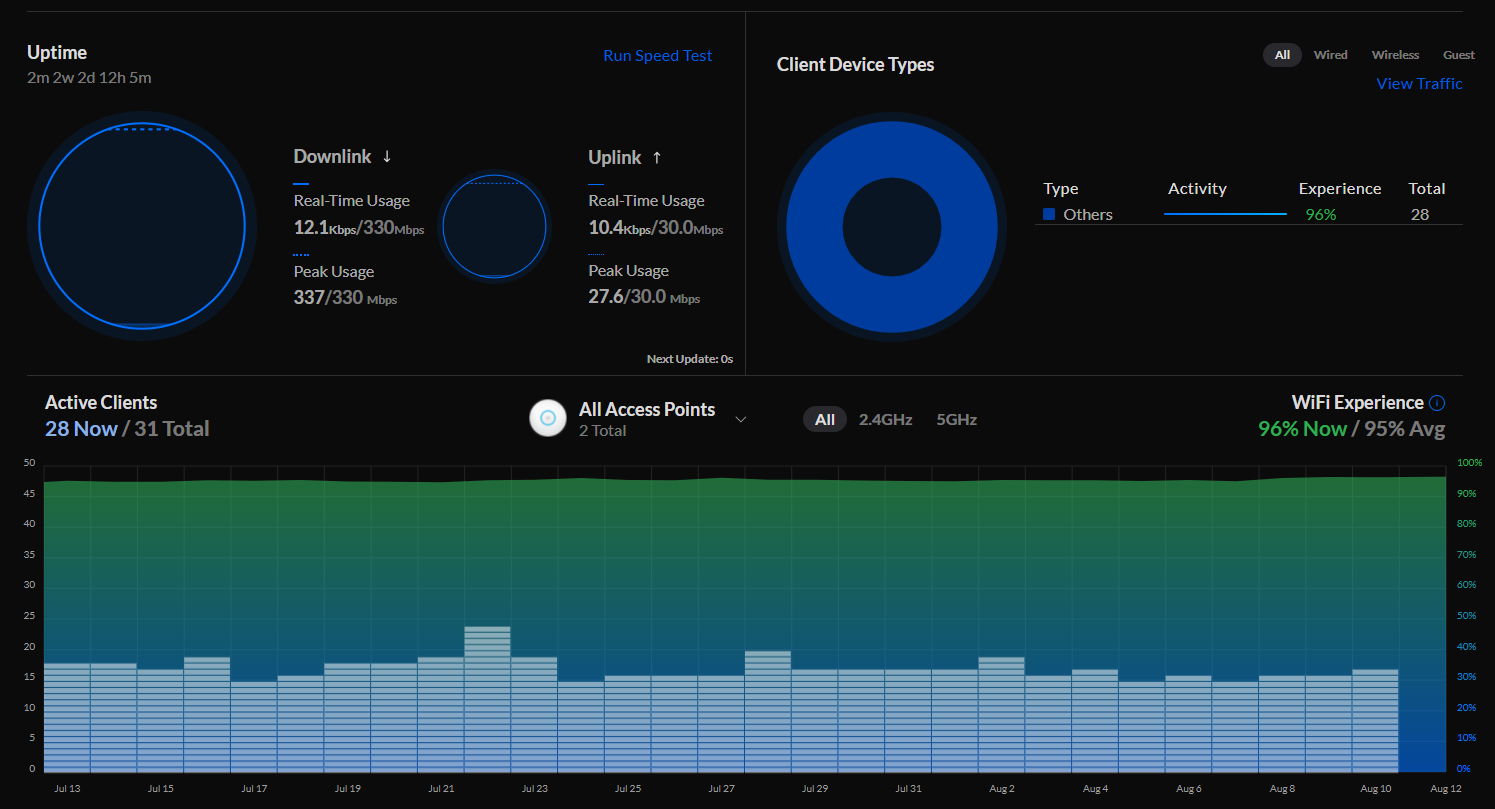 Uptime
2m 2w 2d 12h 5m
Run Speed Test
Downlink ↓
Real-Time Usage
12.1Kbps/330Mbps
Peak Usage
337/330 Mbps
Uplink ↑
Real-Time Usage
10.4Kbps/30.0Mbps
Peak Usage
27.6/30.0 Mbps
Next Update: 0s
Client Device Types
All Wired Wireless Guest
View Traffic
Type Activity Experience Total
Others 96% 28
Active Clients
28 Now / 31 Total
All Access Points
2 Total
All 2.4GHz 5GHz
WiFi Experience
96% Now / 95% Avg
50 100%
45 90%
40 80%
35 70%
30 60%
25 50%
20 40%
15 30%
10 20%
5 10%
0 0%
Jul 13 Jul 15 Jul 17 Jul 19 Jul 21 Jul 23 Jul 25 Jul 27 Jul 29 Jul 31 Aug 2 Aug 4 Aug 6 Aug 8 Aug 10 Aug 12